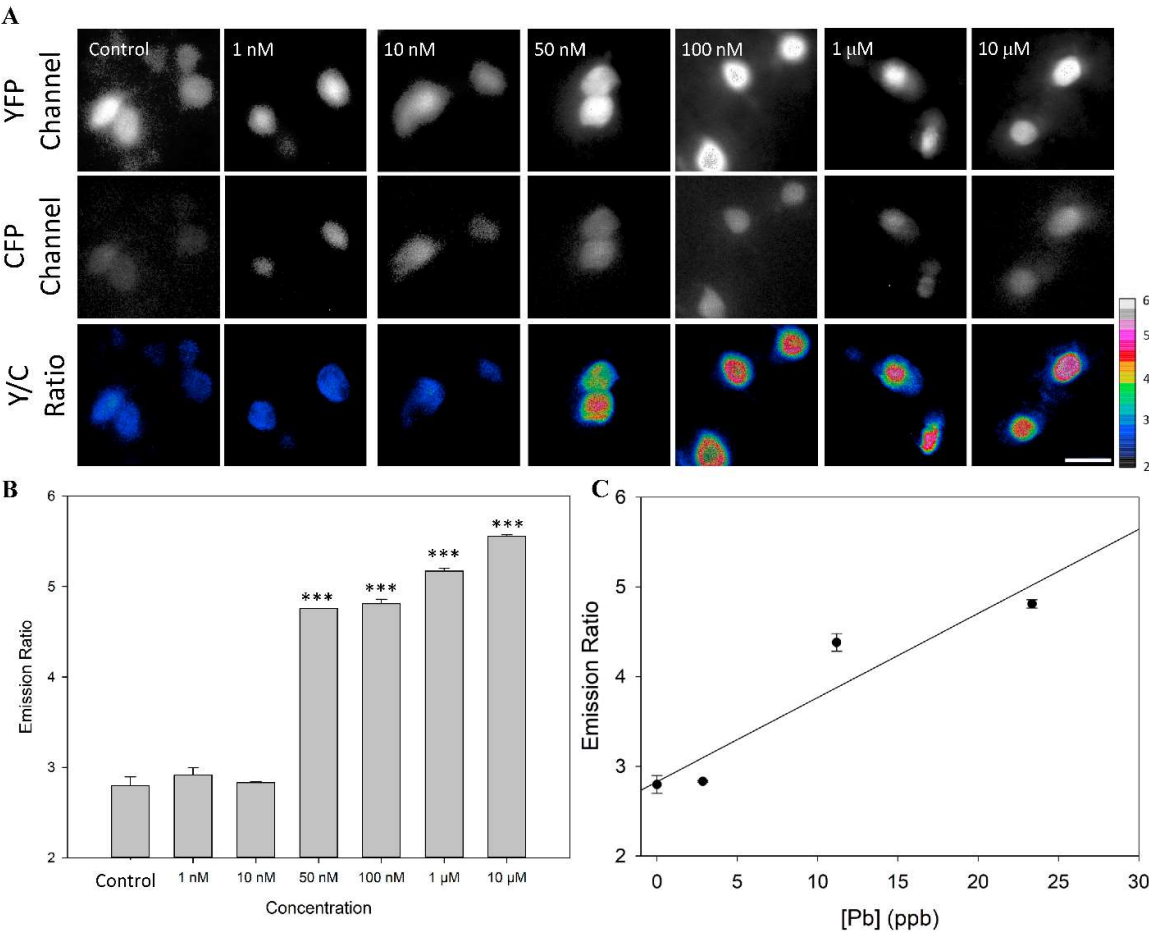 A
Control
1 nM
10 nM
50 nM
100 nM
1 µM
10 µM
YFP
Channel
CFP
Channel
Y/C
Ratio
6
5
4
3
2
B
6
5
4
3
2
Emission Ratio
***
***
***
***
Control
1 nM
10 nM
50 nM
100 nM
1 µM
10 µM
Concentration
C
6
5
4
3
2
Emission Ratio
0
5
10
15
20
25
30
[Pb] (ppb)